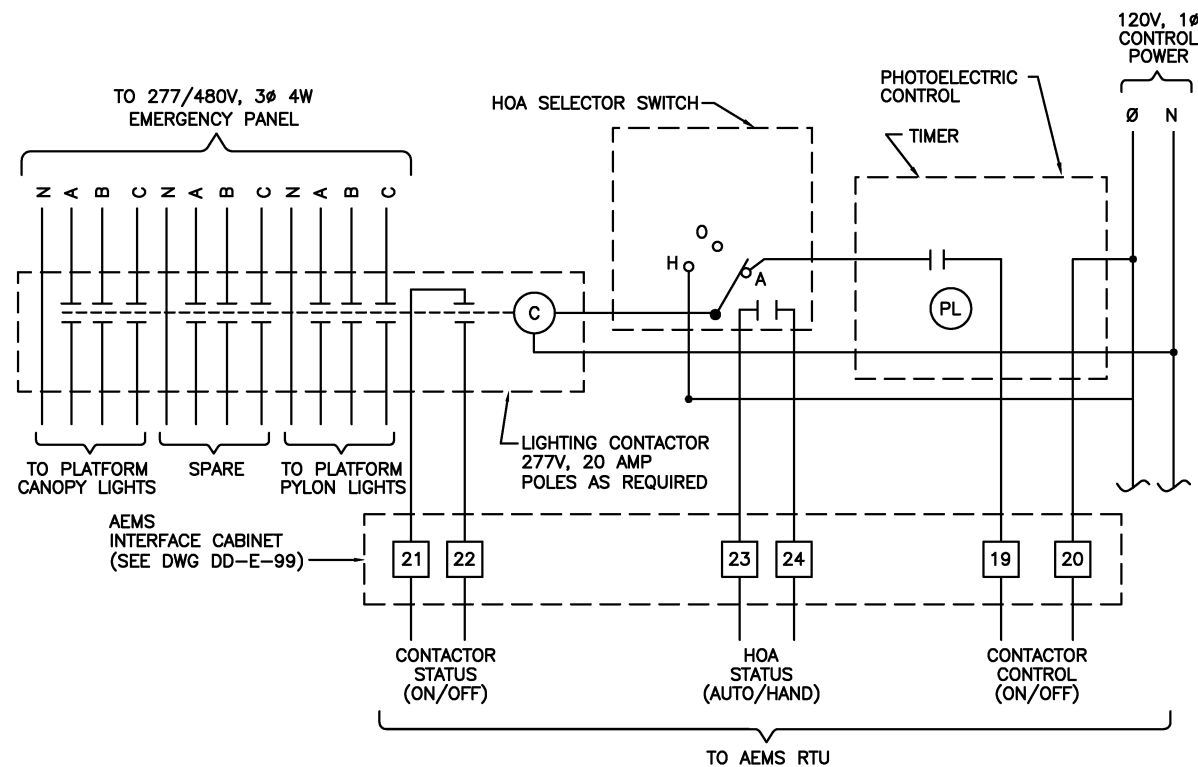 120V, 1ø
CONTROL
POWER
Ø N
PHOTOELECTRIC
CONTROL
TIMER
HOA SELECTOR SWITCH
TO 277/480V, 3ø 4W
EMERGENCY PANEL
N A B C N A B C N A B C
O
H
A
C
PL
LIGHTING CONTACTOR
277V, 20 AMP
POLES AS REQUIRED
TO PLATFORM
CANOPY LIGHTS
SPARE
TO PLATFORM
PYLON LIGHTS
AEMS
INTERFACE CABINET
(SEE DWG DD-E-99)
21 22 23 24 19 20
CONTACTOR
STATUS
(ON/OFF)
HOA
STATUS
(AUTO/HAND)
CONTACTOR
CONTROL
(ON/OFF)
TO AEMS RTU